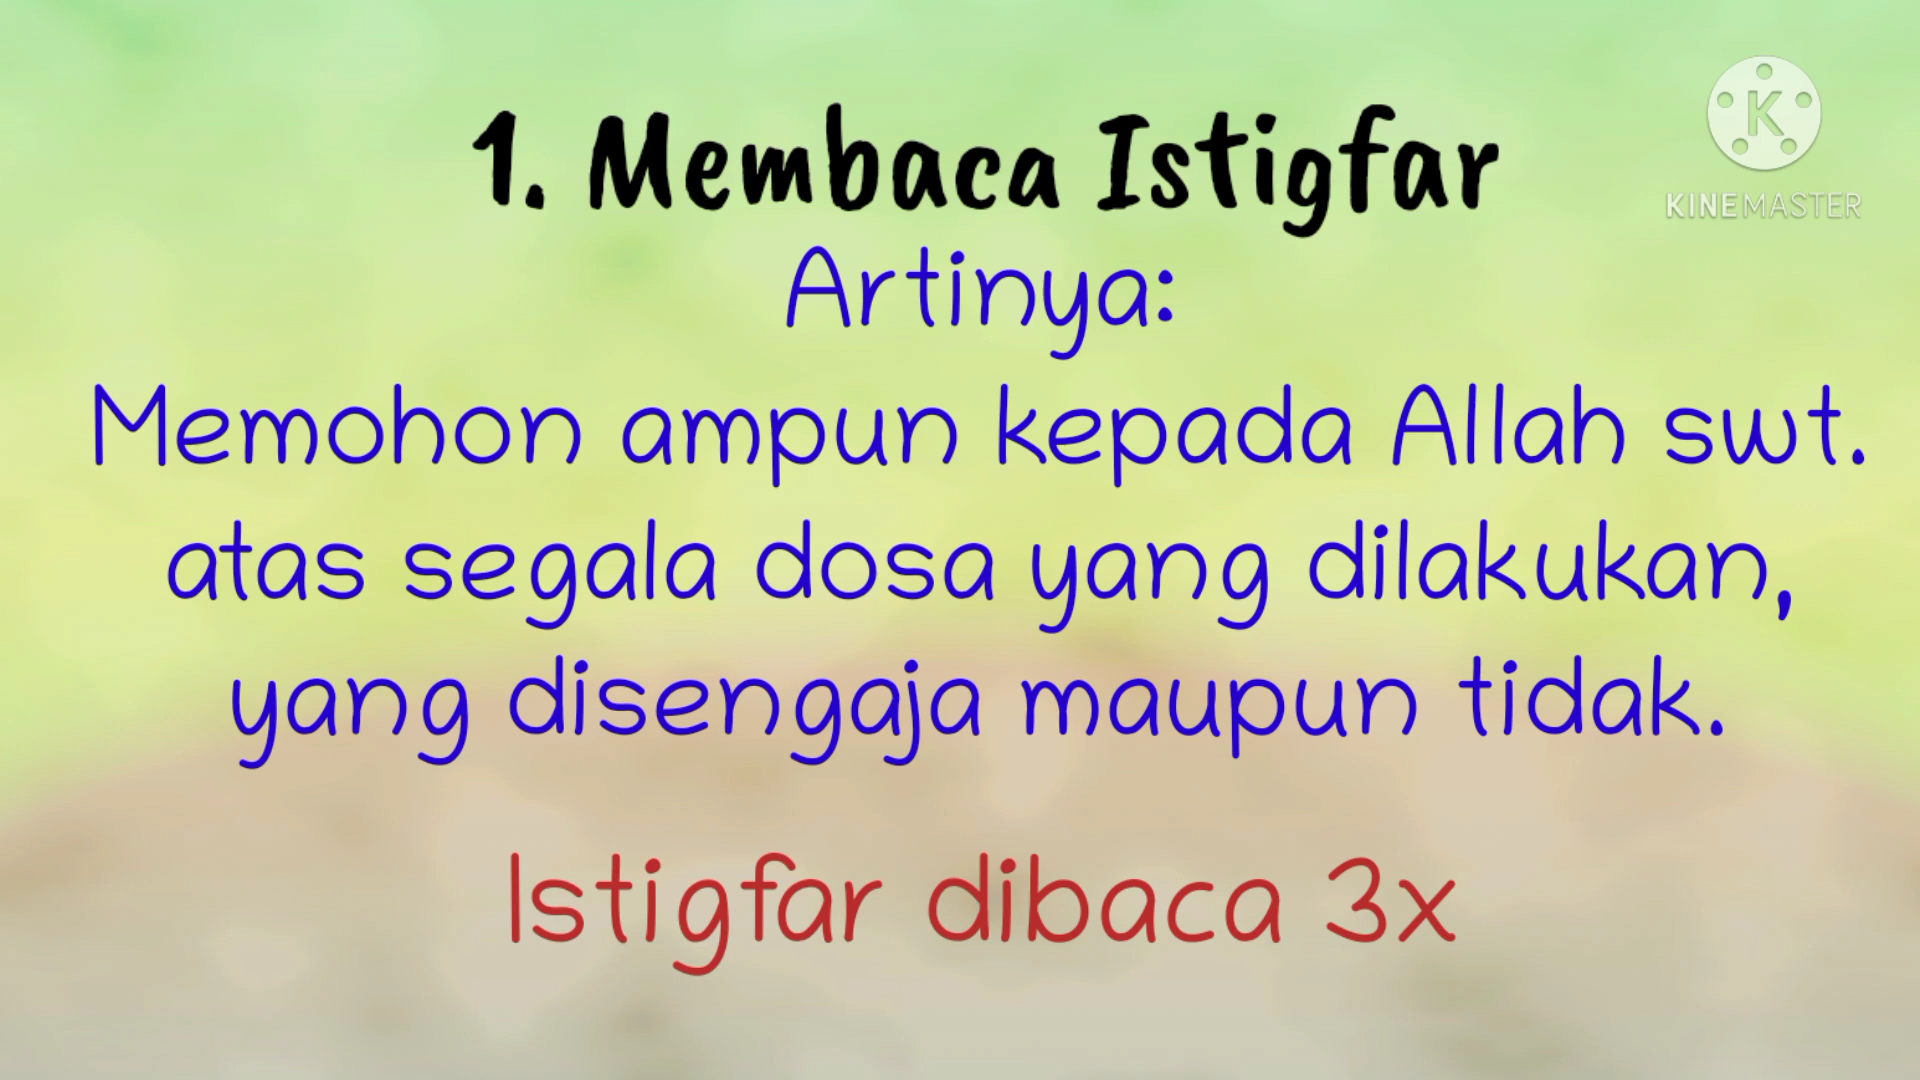 1. Membaca Istigfar
Artinya:
Memohon ampun kepada Allah swt.
atas segala dosa yang dilakukan,
yang disengaja maupun tidak.
Istigfar dibaca 3x
K
KINEMASTER